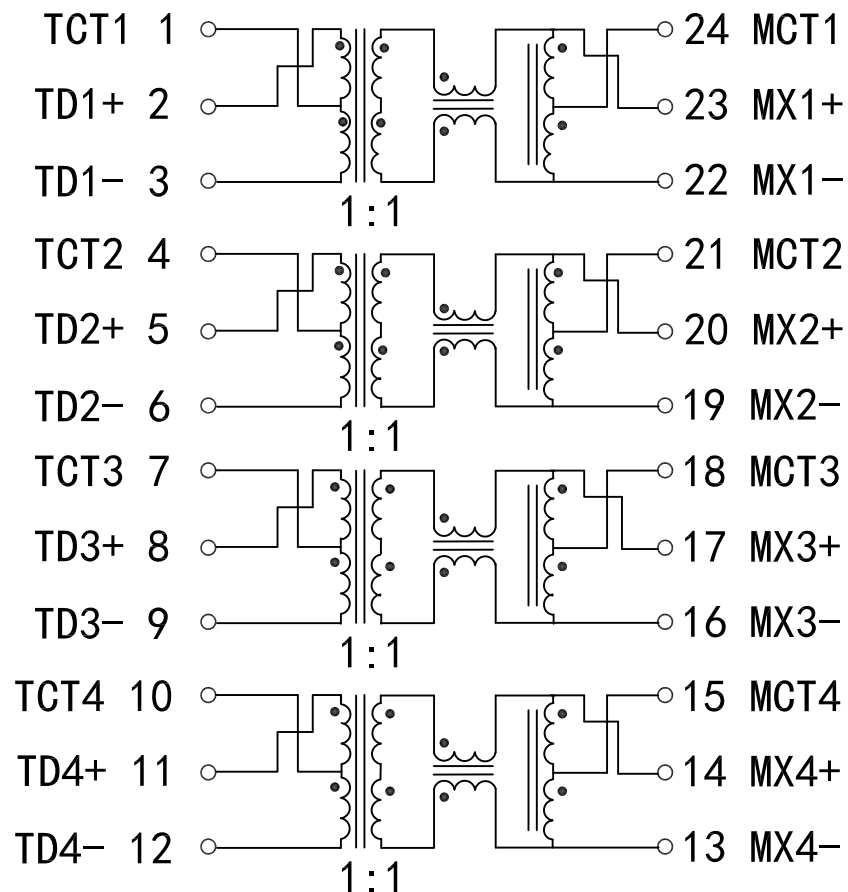 TCT1 1 24 MCT1
TD1+ 2 23 MX1+
TD1- 3 22 MX1-
1:1
TCT2 4 21 MCT2
TD2+ 5 20 MX2+
TD2- 6 19 MX2-
1:1
TCT3 7 18 MCT3
TD3+ 8 17 MX3+
TD3- 9 16 MX3-
1:1
TCT4 10 15 MCT4
TD4+ 11 14 MX4+
TD4- 12 13 MX4-
1:1